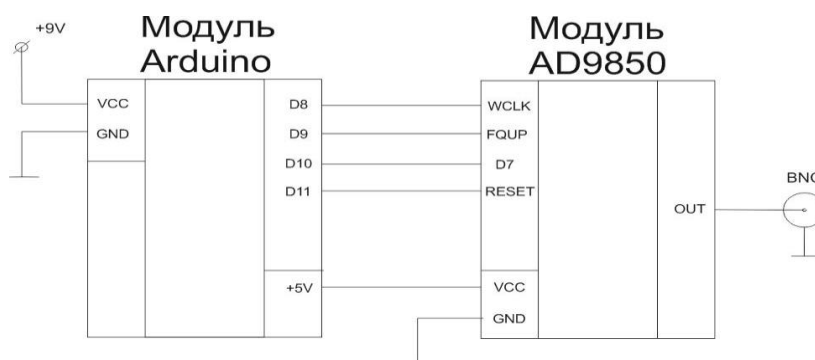 Модуль
Arduino
Модуль
AD9850
+9V
VCC
GND
D8
D9
D10
D11
+5V
WCLK
FQUP
D7
RESET
VCC
GND
OUT
BNC